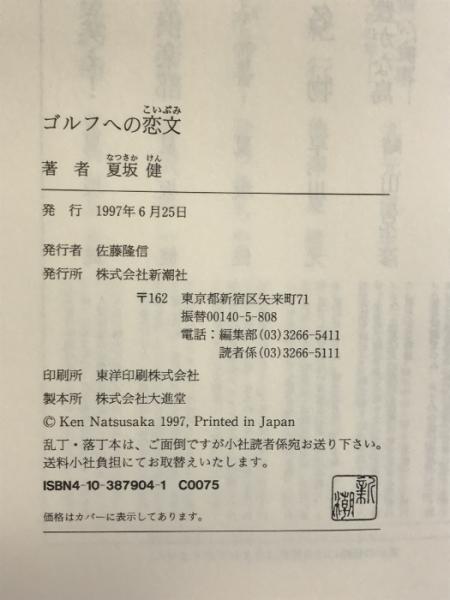 こいぶみ
ゴルフへの恋文
なつさか けん
著者 夏坂 健
発行 1997年6月25日
発行者 佐藤隆信
発行所 株式会社新潮社
〒162 東京都新宿区矢来町71
振替00140-5-808
電話：編集部(03)3266-5411
読者係(03)3266-5111
印刷所 東洋印刷株式会社
製本所 株式会社大進堂
© Ken Natsusaka 1997, Printed in Japan
乱丁・落丁本は、ご面倒ですが小社読者係宛お送り下さい。
送料小社負担にてお取替えいたします。
ISBN4-10-387904-1 C0075
新潮
価格はカバーに表示してあります。